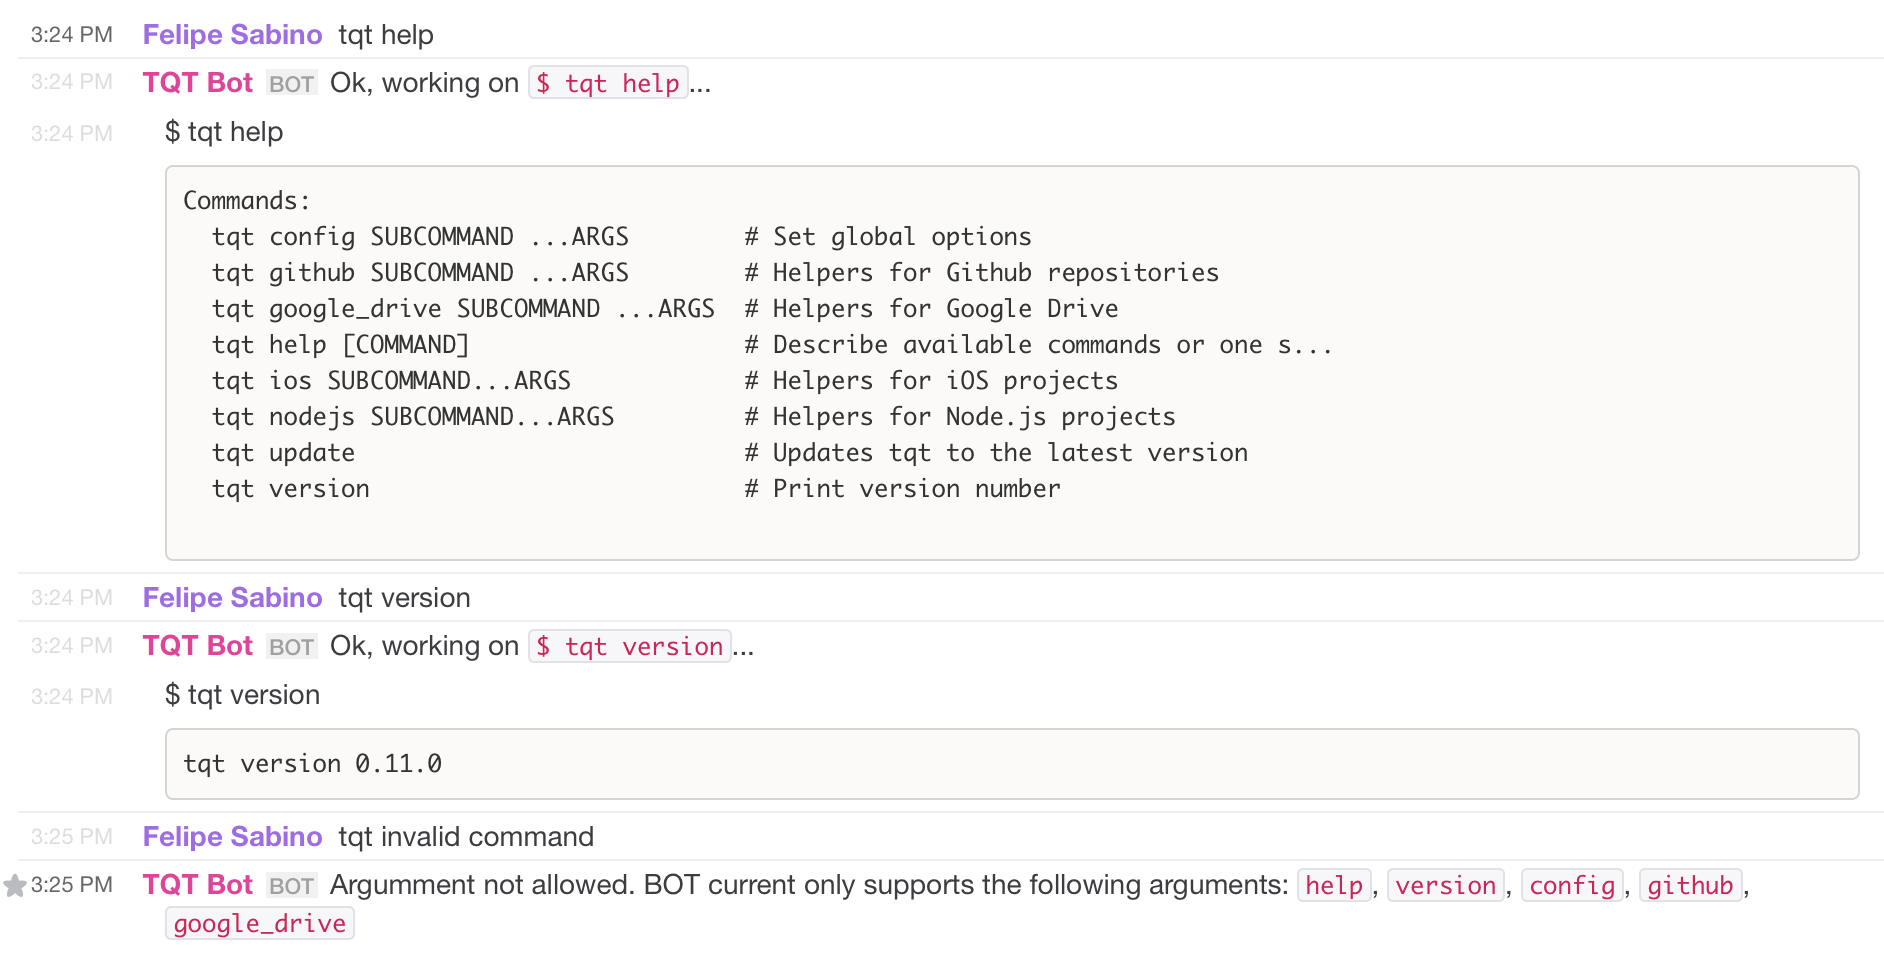 3:24 PM Felipe Sabino tqt help
3:24 PM TQT Bot BOT Ok, working on $ tqt help...
3:24 PM $ tqt help
Commands:
  tqt config SUBCOMMAND ...ARGS        # Set global options
  tqt github SUBCOMMAND ...ARGS        # Helpers for Github repositories
  tqt google_drive SUBCOMMAND ...ARGS  # Helpers for Google Drive
  tqt help [COMMAND]                   # Describe available commands or one s...
  tqt ios SUBCOMMAND...ARGS            # Helpers for iOS projects
  tqt nodejs SUBCOMMAND...ARGS         # Helpers for Node.js projects
  tqt update                           # Updates tqt to the latest version
  tqt version                          # Print version number
3:24 PM Felipe Sabino tqt version
3:24 PM TQT Bot BOT Ok, working on $ tqt version...
3:24 PM $ tqt version
tqt version 0.11.0
3:25 PM Felipe Sabino tqt invalid command
3:25 PM TQT Bot BOT Argumment not allowed. BOT current only supports the following arguments: help, version, config, github,
google_drive